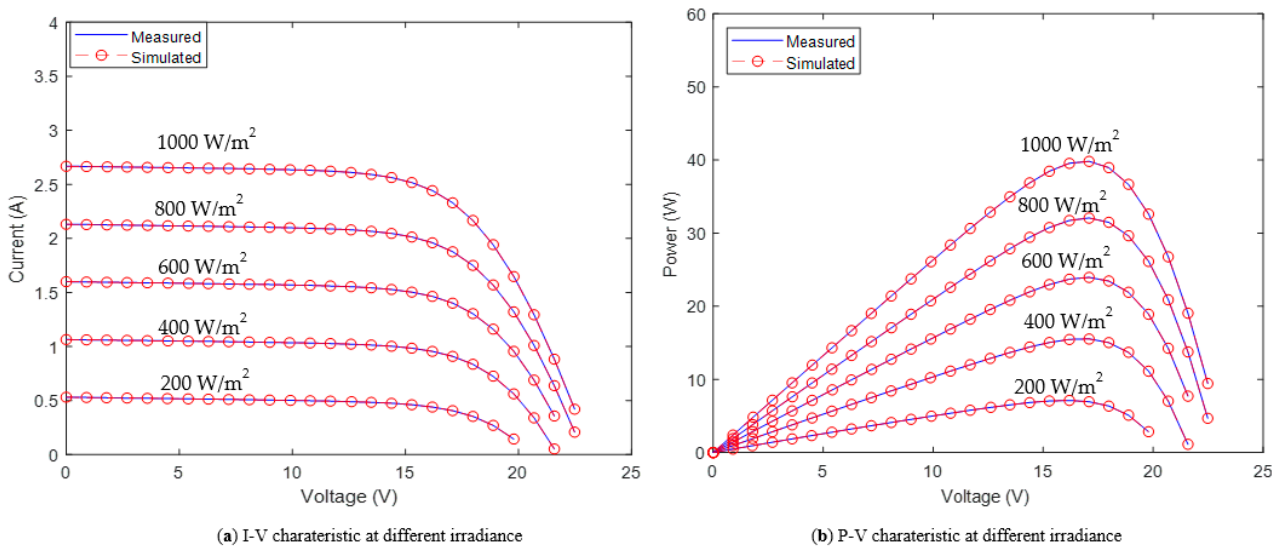 4
3.5
3
2.5
2
1.5
1
0.5
0
Current (A)
Measured
Simulated
1000 W/m2
800 W/m2
600 W/m2
400 W/m2
200 W/m2
0
5
10
15
20
25
Voltage (V)
(a) I-V charateristic at different irradiance
60
50
40
30
20
10
0
Power (W)
Measured
Simulated
1000 W/m2
800 W/m2
600 W/m2
400 W/m2
200 W/m2
0
5
10
15
20
25
Voltage (V)
(b) P-V charateristic at different irradiance